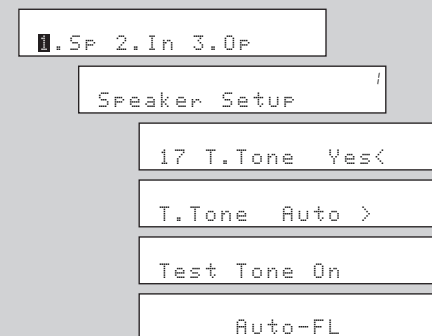 1.Sp 2.In 3.Op
1
Speaker Setup
17 T.Tone Yes<
T.Tone Auto >
Test Tone On
Auto-FL